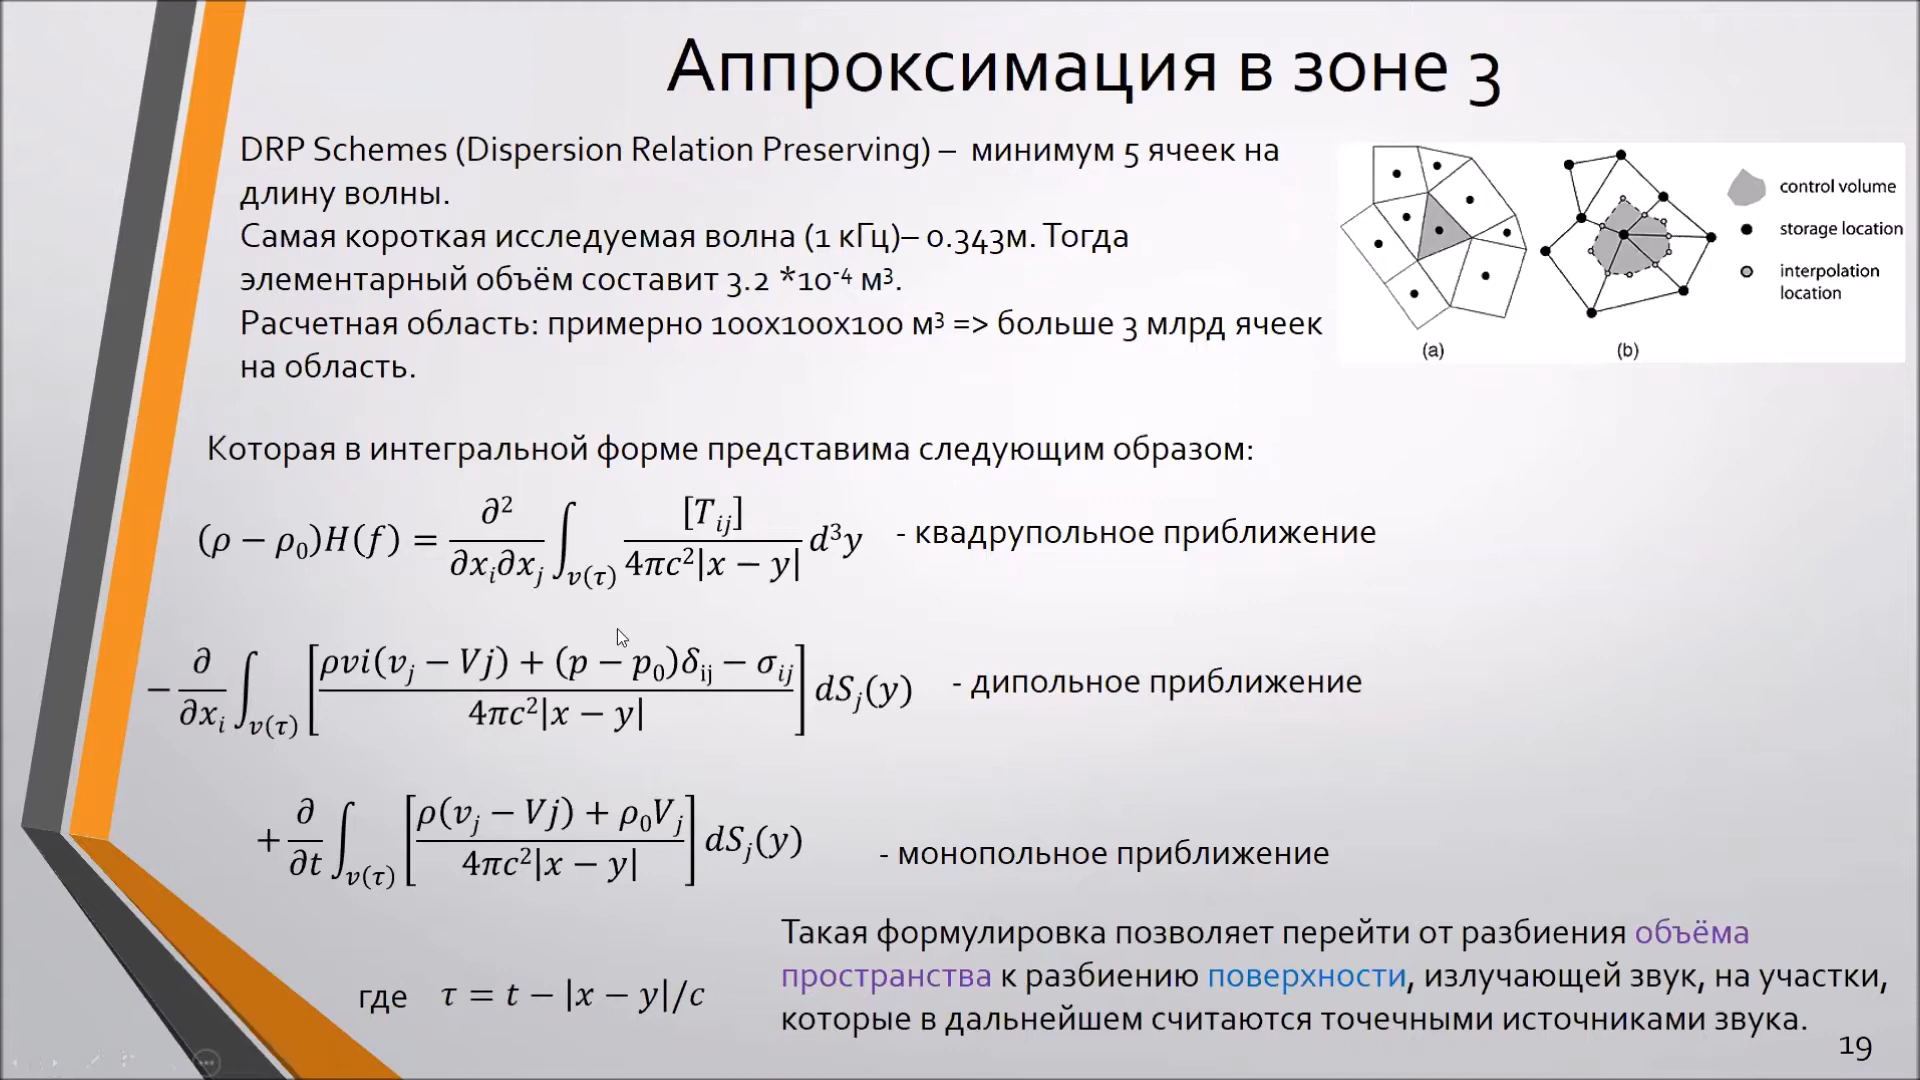 Аппроксимация в зоне 3
DRP Schemes (Dispersion Relation Preserving) – минимум 5 ячеек на
длину волны.
Самая короткая исследуемая волна (1 кГц)– 0.343м. Тогда
элементарный объём составит 3.2 *10⁻⁴ м³.
Расчетная область: примерно 100х100х100 м³ => больше 3 млрд ячеек
на область.
control volume
storage location
interpolation
location
(a)
(b)
Которая в интегральной форме представима следующим образом:
(ρ − ρ₀)H(f) = ∂²/∂xᵢ∂xⱼ ∫_v(τ) [Tᵢⱼ]/4πc²|x − y| d³y - квадрупольное приближение
− ∂/∂xᵢ ∫_v(τ) [ρvi(vⱼ − Vj) + (p − p₀)δᵢⱼ − σᵢⱼ / 4πc²|x − y|] dSⱼ(y) - дипольное приближение
+ ∂/∂t ∫_v(τ) [ρ(vⱼ − Vj) + ρ₀Vⱼ / 4πc²|x − y|] dSⱼ(y) - монопольное приближение
где τ = t − |x − y|/c
Такая формулировка позволяет перейти от разбиения объёма
пространства к разбиению поверхности, излучающей звук, на участки,
которые в дальнейшем считаются точечными источниками звука.
19